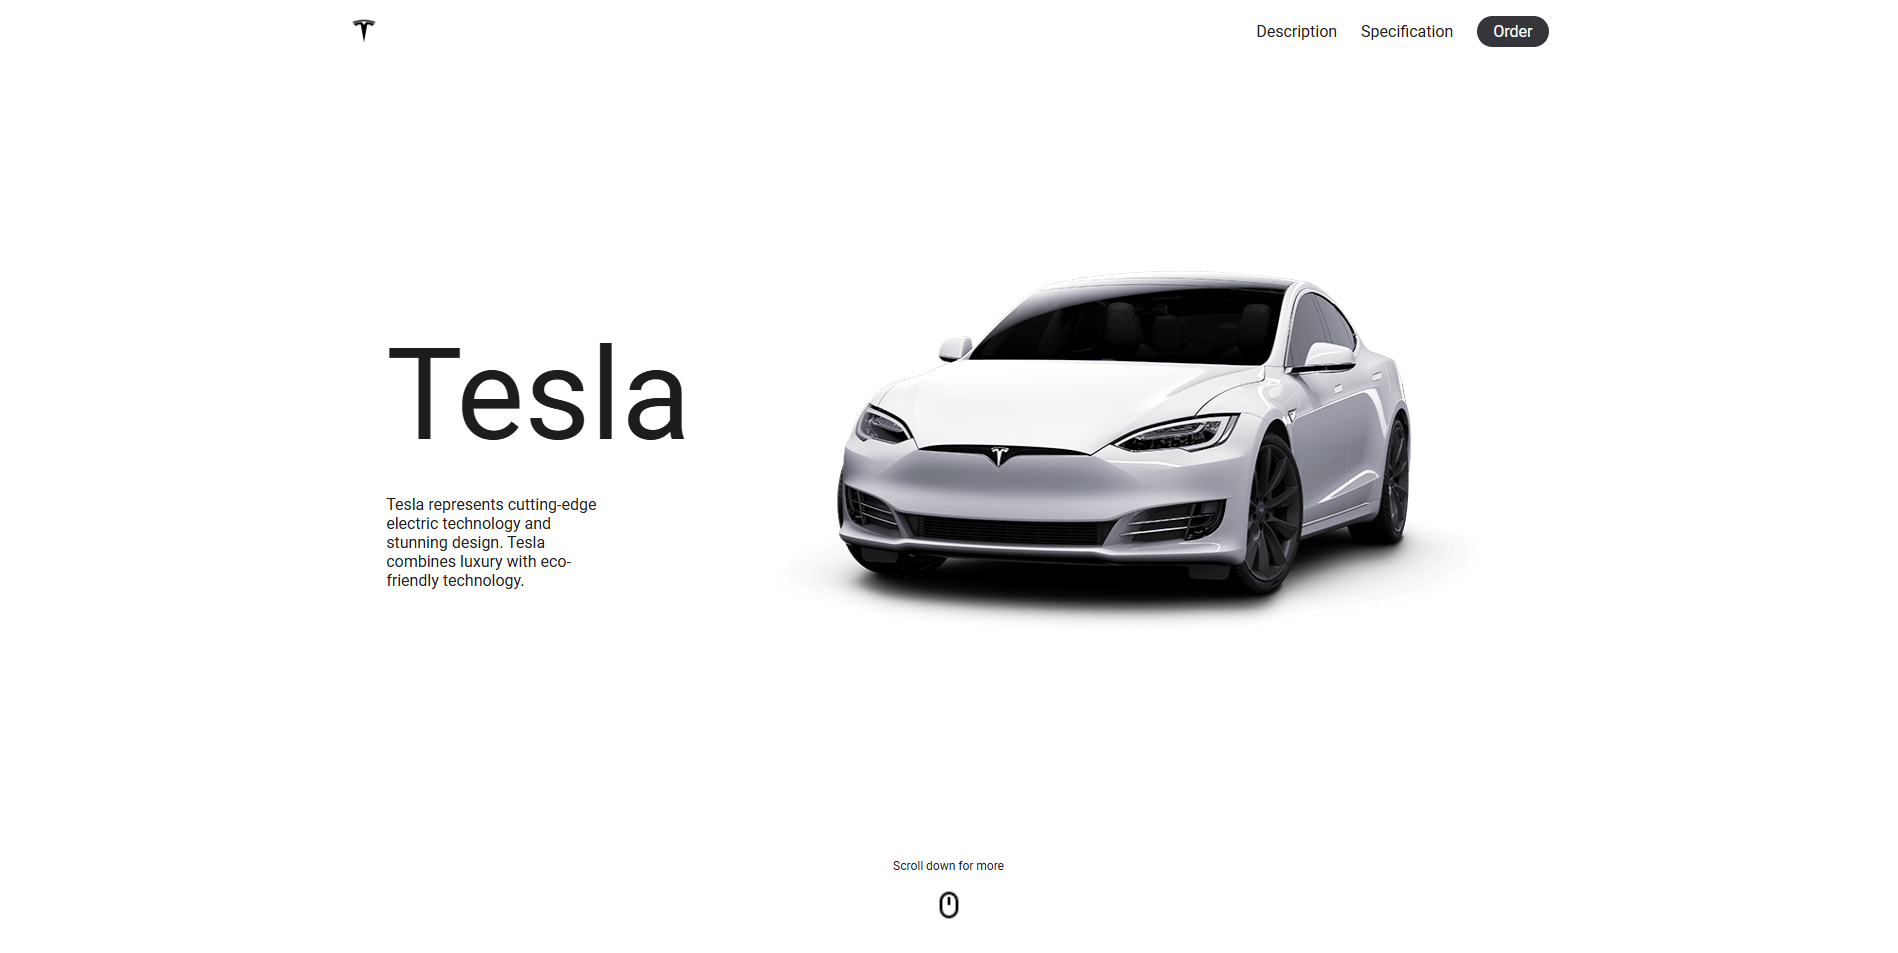 Description
Specification
Order
Tesla
Tesla represents cutting-edge
electric technology and
stunning design. Tesla
combines luxury with eco-
friendly technology.
Scroll down for more